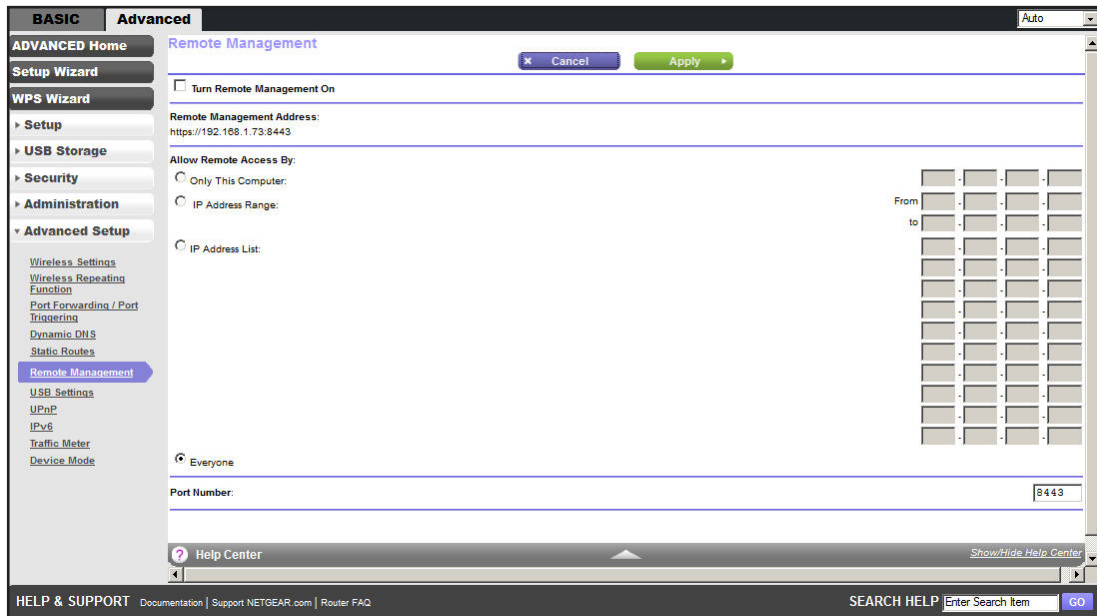 BASIC
Advanced
Auto
ADVANCED Home
Setup Wizard
WPS Wizard
Setup
USB Storage
Security
Administration
Advanced Setup
Wireless Settings
Wireless Repeating
Function
Port Forwarding / Port
Triggering
Dynamic DNS
Static Routes
Remote Management
USB Settings
UPnP
IPv6
Traffic Meter
Device Mode
Remote Management
x Cancel
Apply
Turn Remote Management On
Remote Management Address:
https://192.168.1.73:8443
Allow Remote Access By:
Only This Computer:
IP Address Range:
From
to
IP Address List:
Everyone
Port Number:
8443
? Help Center
Show/Hide Help Center
HELP & SUPPORT Documentation | Support NETGEAR.com | Router FAQ
SEARCH HELP Enter Search Item GO